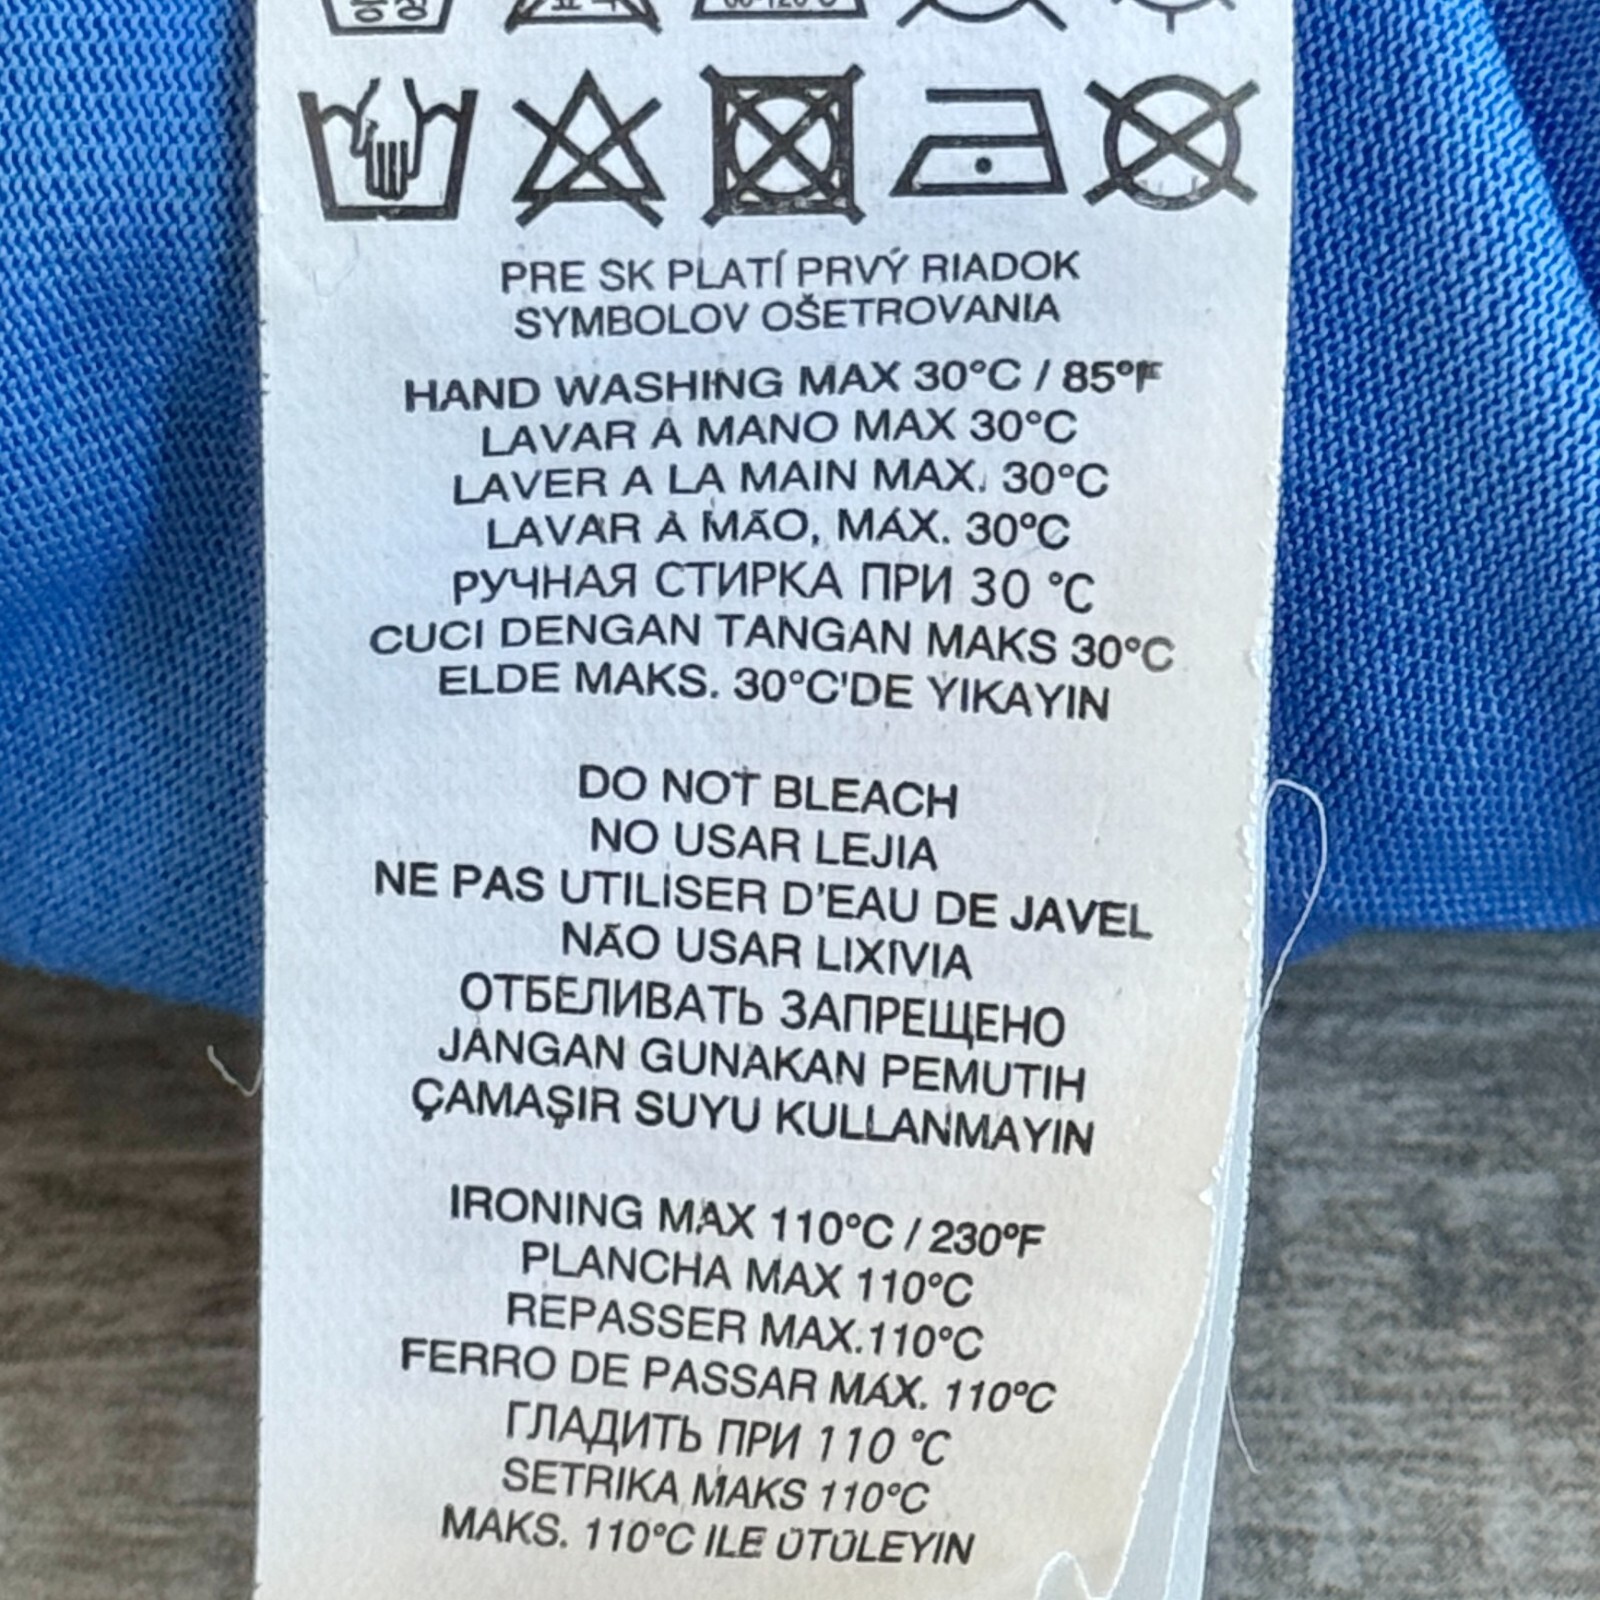 PRE SK PLATÍ PRVÝ RIADOK
SYMBOLOV OŠETROVANIA
HAND WASHING MAX 30°C / 85°F
LAVAR A MANO MAX 30°C
LAVER A LA MAIN MAX. 30°C
LAVAR À MÃO, MÁX. 30°C
РУЧНАЯ СТИРКА ПРИ 30 °C
CUCI DENGAN TANGAN MAKS 30°C
ELDE MAKS. 30°C'DE YIKAYIN
DO NOT BLEACH
NO USAR LEJIA
NE PAS UTILISER D'EAU DE JAVEL
NÃO USAR LIXIVIA
ОТБЕЛИВАТЬ ЗАПРЕЩЕНО
JANGAN GUNAKAN PEMUTIH
ÇAMAŞIR SUYU KULLANMAYIN
IRONING MAX 110°C / 230°F
PLANCHA MAX 110°C
REPASSER MAX.110°C
FERRO DE PASSAR MÁX. 110°C
ГЛАДИТЬ ПРИ 110 °C
SETRIKA MAKS 110°C
MAKS. 110°C ILE ÜTÜLEYIN